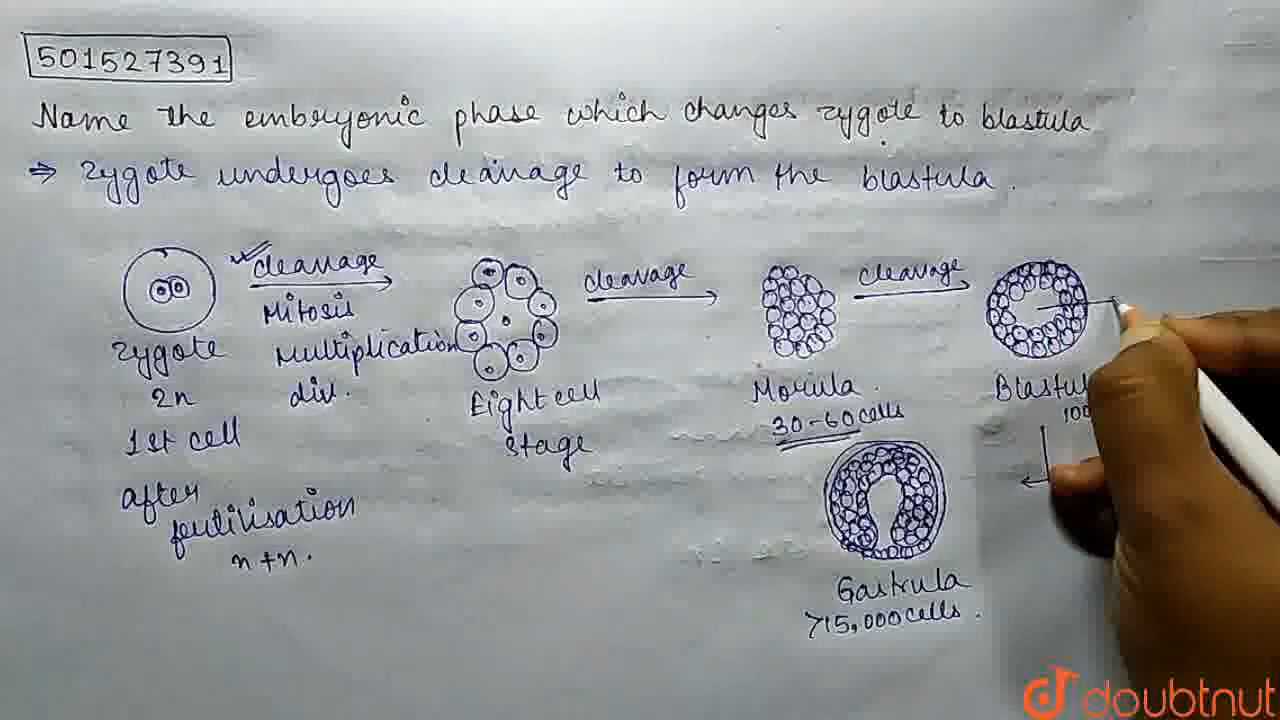 501527391
Name the embryonic phase which changes zygote to blastula
⇒ Zygote undergoes cleavage to form the blastula.
cleavage
Mitosis
Multiplication
div.
cleavage
cleavage
Zygote
2n
1st cell
after
fertilisation
n+n.
Eight cell
stage
Morula.
30-60 cells
Gastrula
>15,000 cells.
doubtnut